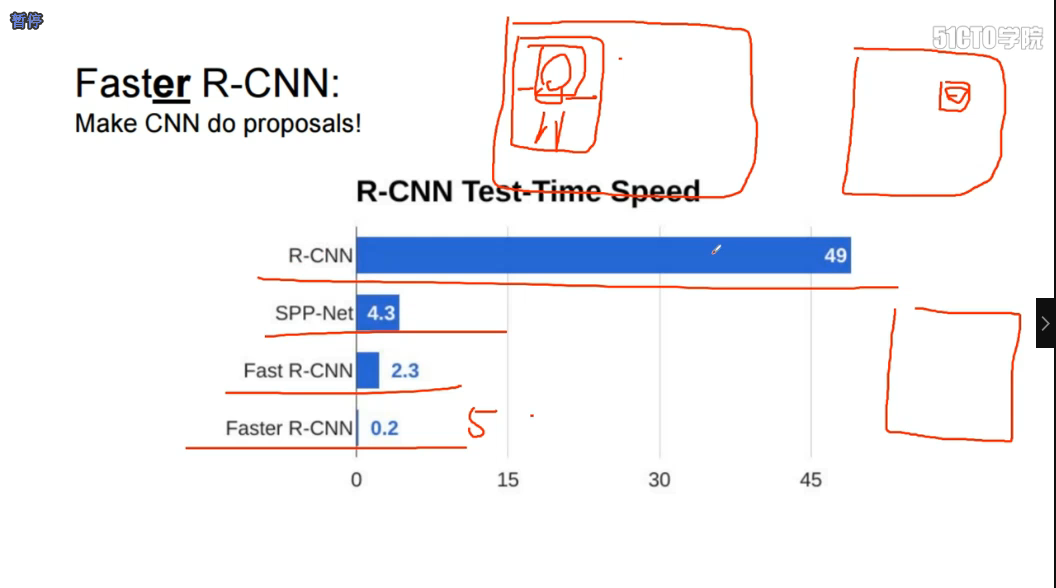 暂停
51CTO学院
Faster R-CNN:
Make CNN do proposals!
R-CNN Test-Time Speed
R-CNN 49
SPP-Net 4.3
Fast R-CNN 2.3
Faster R-CNN 0.2 5
0 15 30 45